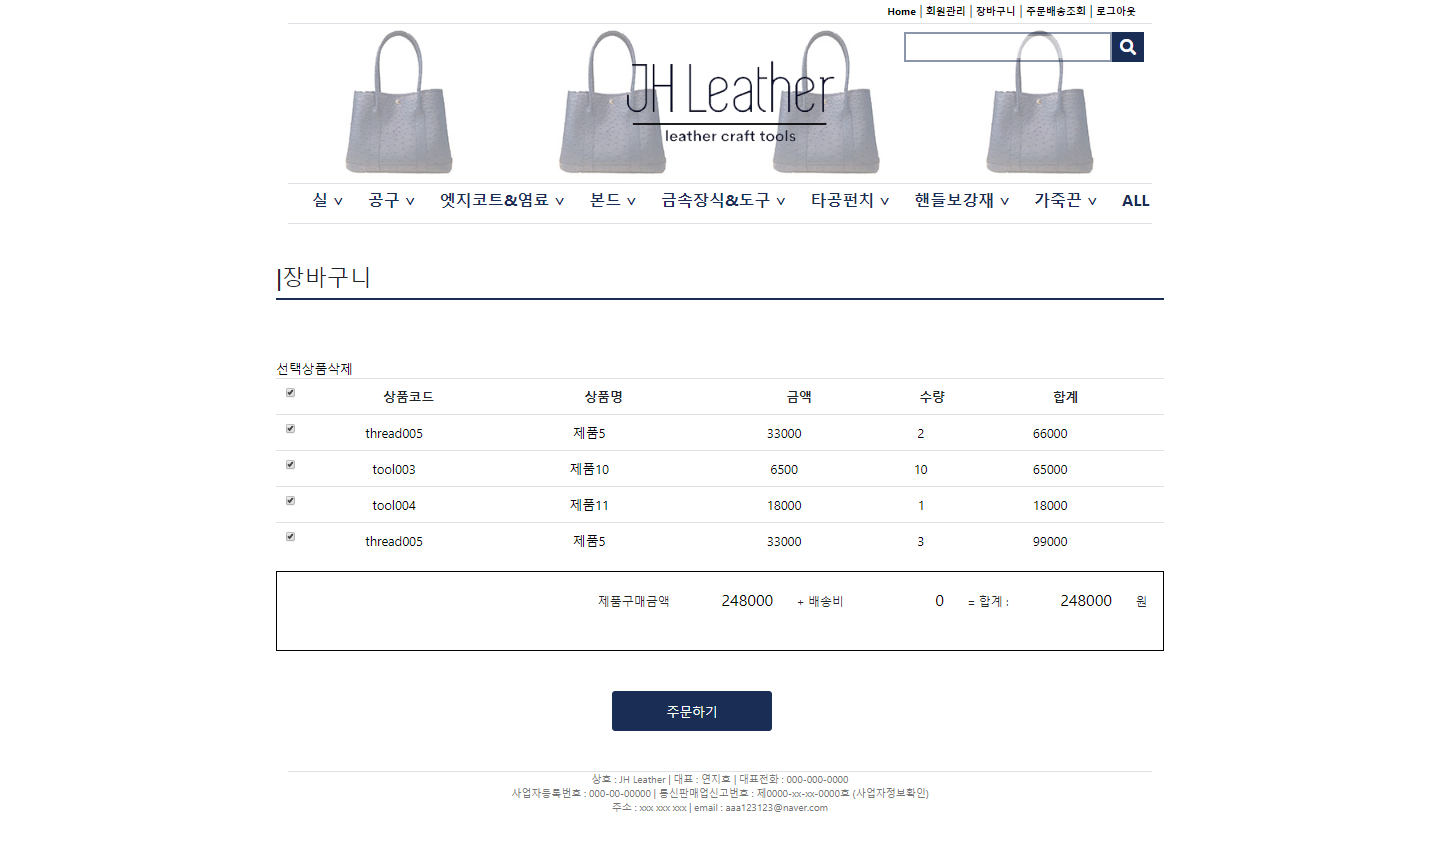 Home | 회원관리 | 장바구니 | 주문배송조회 | 로그아웃
JH Leather
leather craft tools
실 ∨ 공구 ∨ 엣지코트&염료 ∨ 본드 ∨ 금속장식&도구 ∨ 타공펀치 ∨ 핸들보강재 ∨ 가죽끈 ∨ ALL
|장바구니
선택상품삭제
상품코드 상품명 금액 수량 합계
thread005 제품5 33000 2 66000
tool003 제품10 6500 10 65000
tool004 제품11 18000 1 18000
thread005 제품5 33000 3 99000
제품구매금액 248000 + 배송비 0 = 합계 : 248000 원
주문하기
상호 : JH Leather | 대표 : 연지흐 | 대표전화 : 000-000-0000
사업자등록번호 : 000-00-00000 | 통신판매업신고번호 : 제0000-xx-xx-0000호 (사업자정보확인)
주소 : xxx xxx xxx | email : aaa123123@naver.com